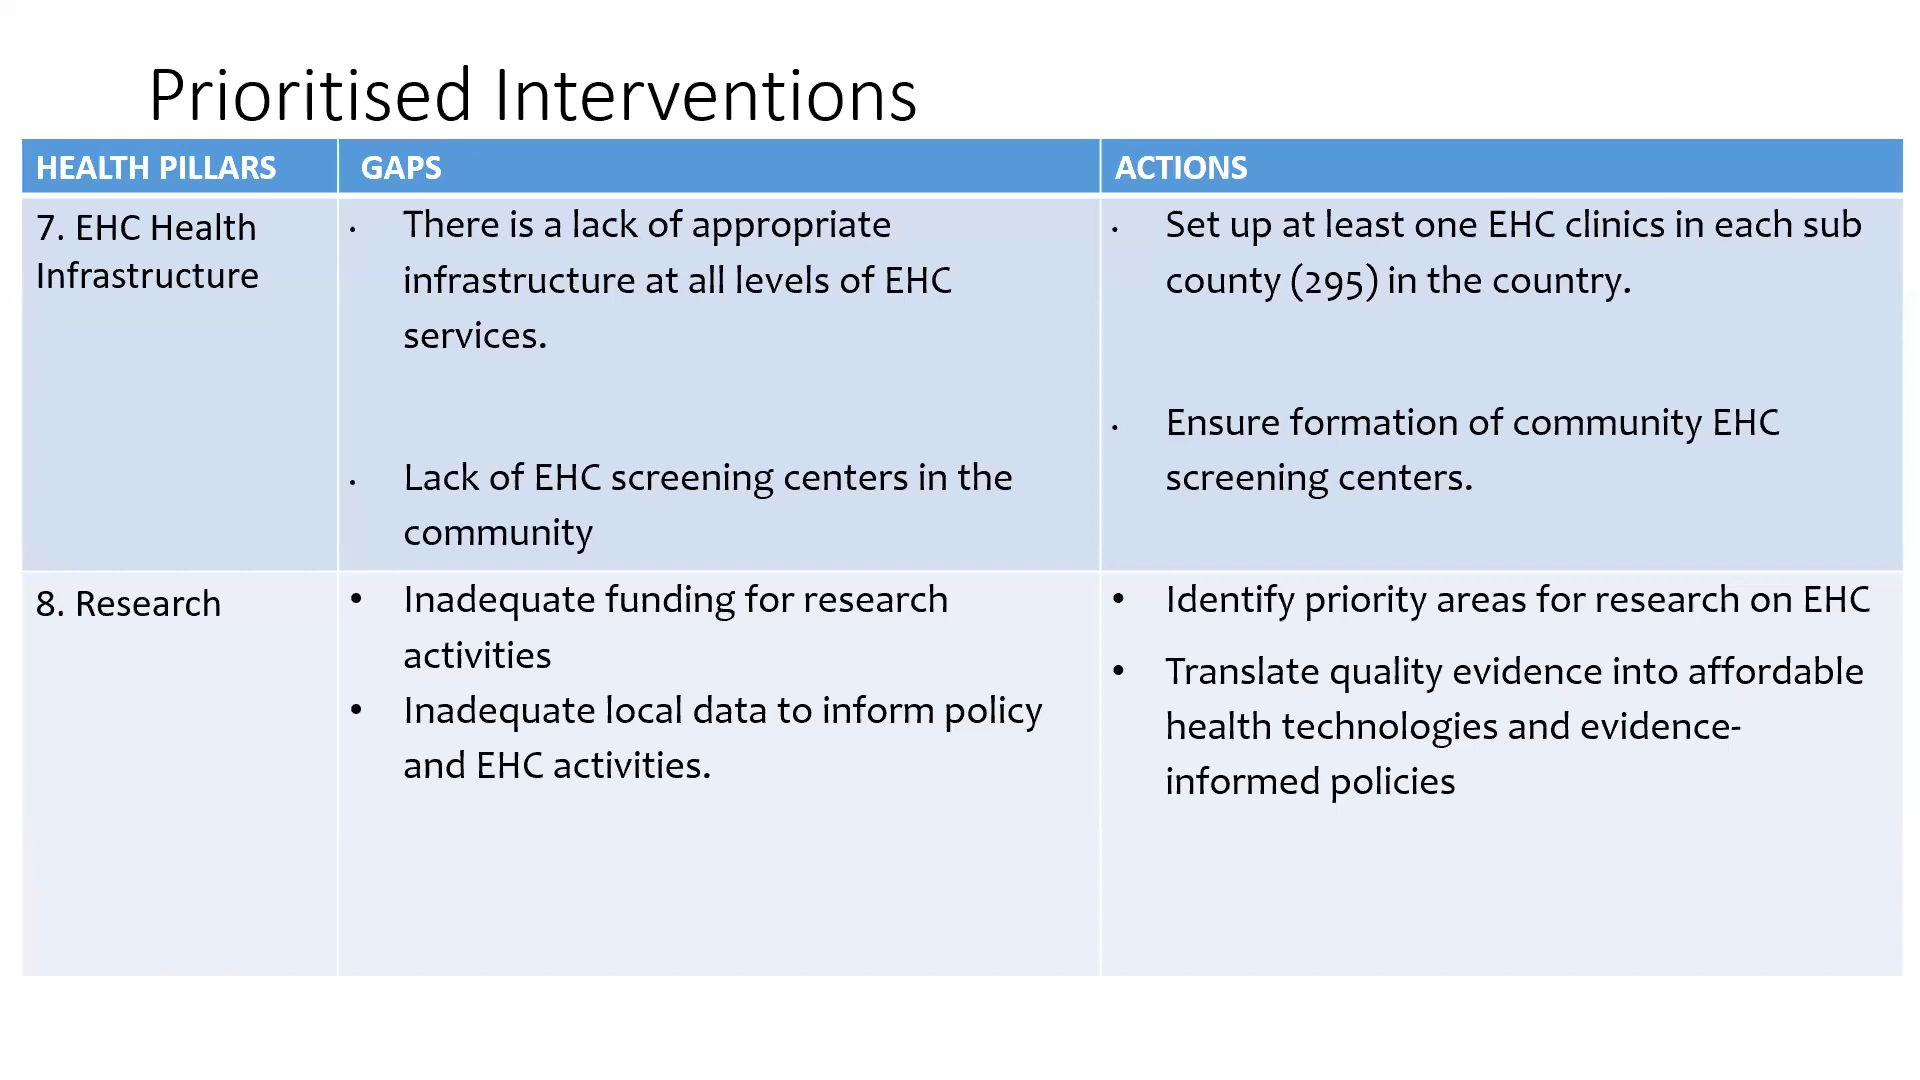 Prioritised Interventions
HEALTH PILLARS
GAPS
ACTIONS
7. EHC Health
Infrastructure
• There is a lack of appropriate
infrastructure at all levels of EHC
services.
• Lack of EHC screening centers in the
community
• Set up at least one EHC clinics in each sub
county (295) in the country.
• Ensure formation of community EHC
screening centers.
8. Research
• Inadequate funding for research
activities
• Inadequate local data to inform policy
and EHC activities.
• Identify priority areas for research on EHC
• Translate quality evidence into affordable
health technologies and evidence-
informed policies